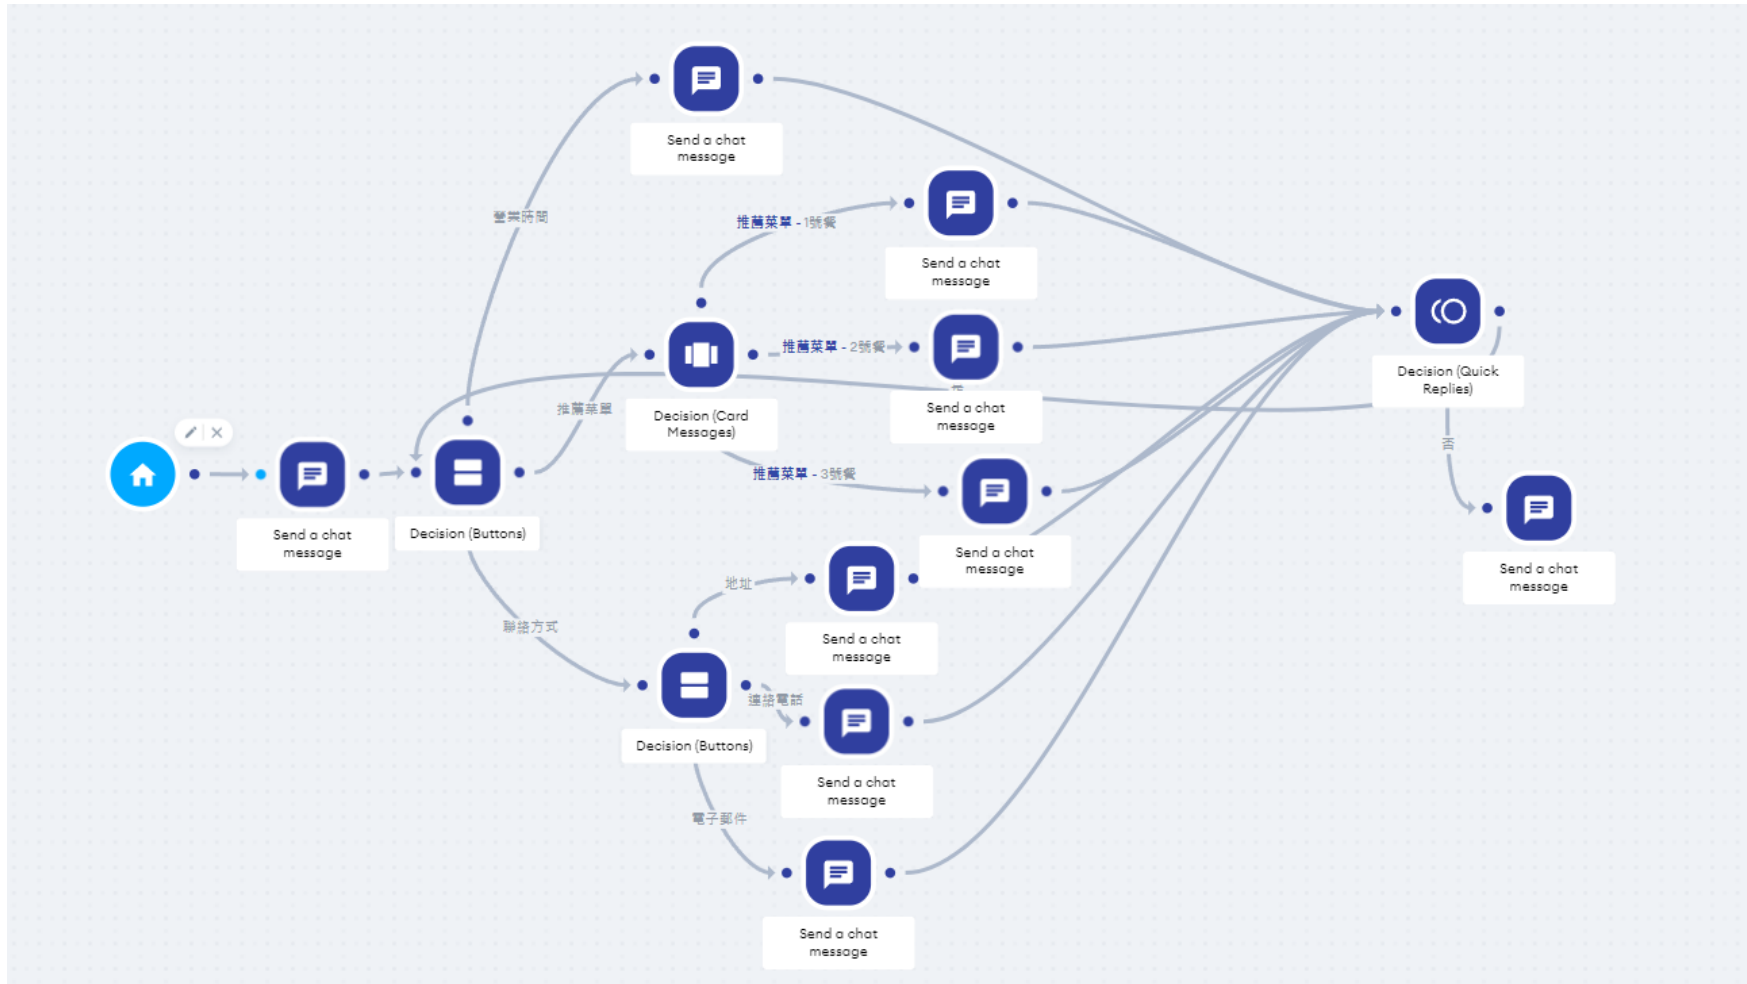 Send a chat
message
營業時間
推薦菜單 - 1號餐
Send a chat
message
推薦菜單 - 2號餐
Send a chat
message
Decision (Quick
Replies)
推薦菜單
Decision (Card
Messages)
否
推薦菜單 - 3號餐
Send a chat
message
Decision (Buttons)
Send a chat
message
Send a chat
message
地址
聯絡方式
Send a chat
message
連絡電話
Decision (Buttons)
Send a chat
message
電子郵件
Send a chat
message